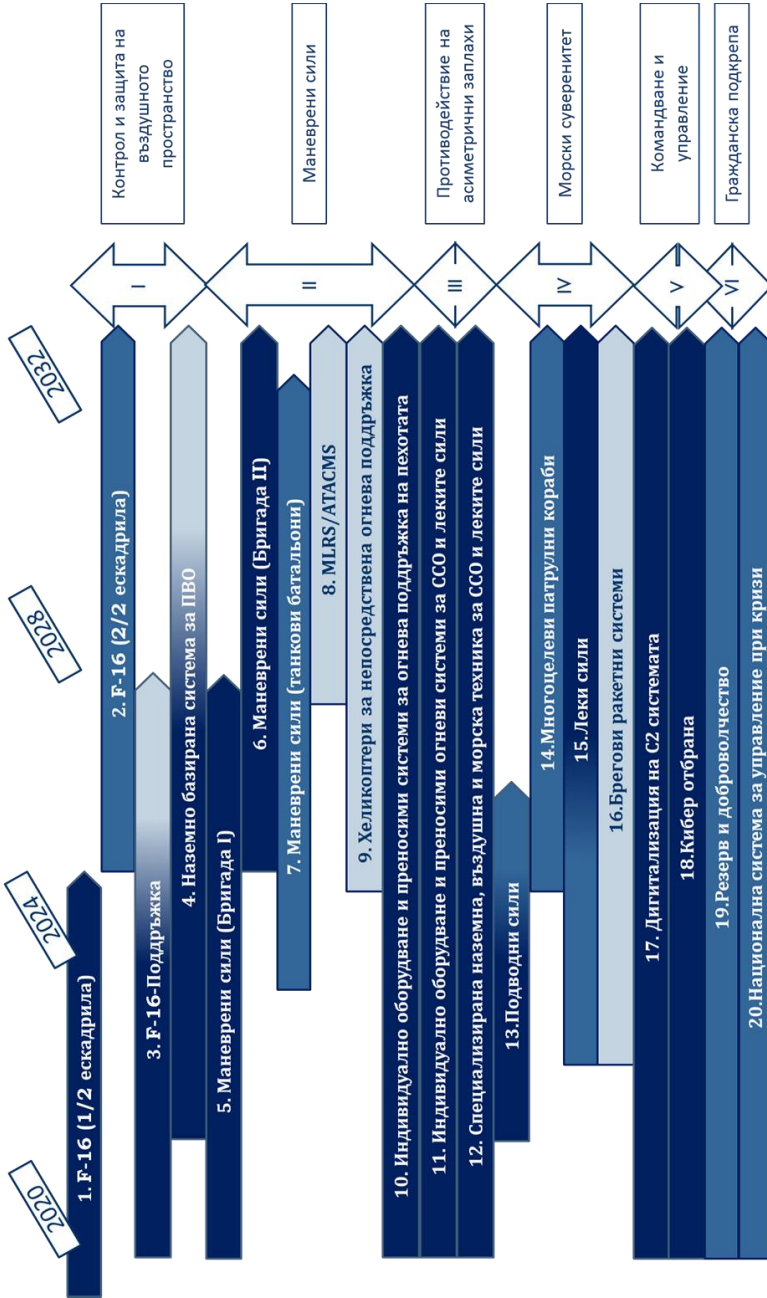 2020
2024
2028
2032
1. F-16 (1/2 ескадрила)
2. F-16 (2/2 ескадрила)
3. F-16-Поддръжка
4. Наземно базирана система за ПВО
5. Маневрени сили (Бригада I)
6. Маневрени сили (Бригада II)
7. Маневрени сили (танкови батальони)
8. MLRS/ATACMS
9. Хеликоптери за непосредствена огнева поддръжка
10. Индивидуално оборудване и преносими системи за огнева поддръжка на пехотата
11. Индивидуално оборудване и преносими огневи системи за ССО и леките сили
12. Специализирана наземна, въздушна и морска техника за ССО и леките сили
13.Подводни сили
14.Многоцелеви патрулни кораби
15.Леки сили
16.Брегови ракетни системи
17. Дигитализация на С2 системата
18.Кибер отбрана
19.Резерв и доброволчество
20.Национална система за управление при кризи
I
II
III
IV
V
VI
Контрол и защита на
въздушното
пространство
Маневрени сили
Противодействие на
асиметрични заплахи
Морски суверенитет
Командване и
управление
Гражданска подкрепа